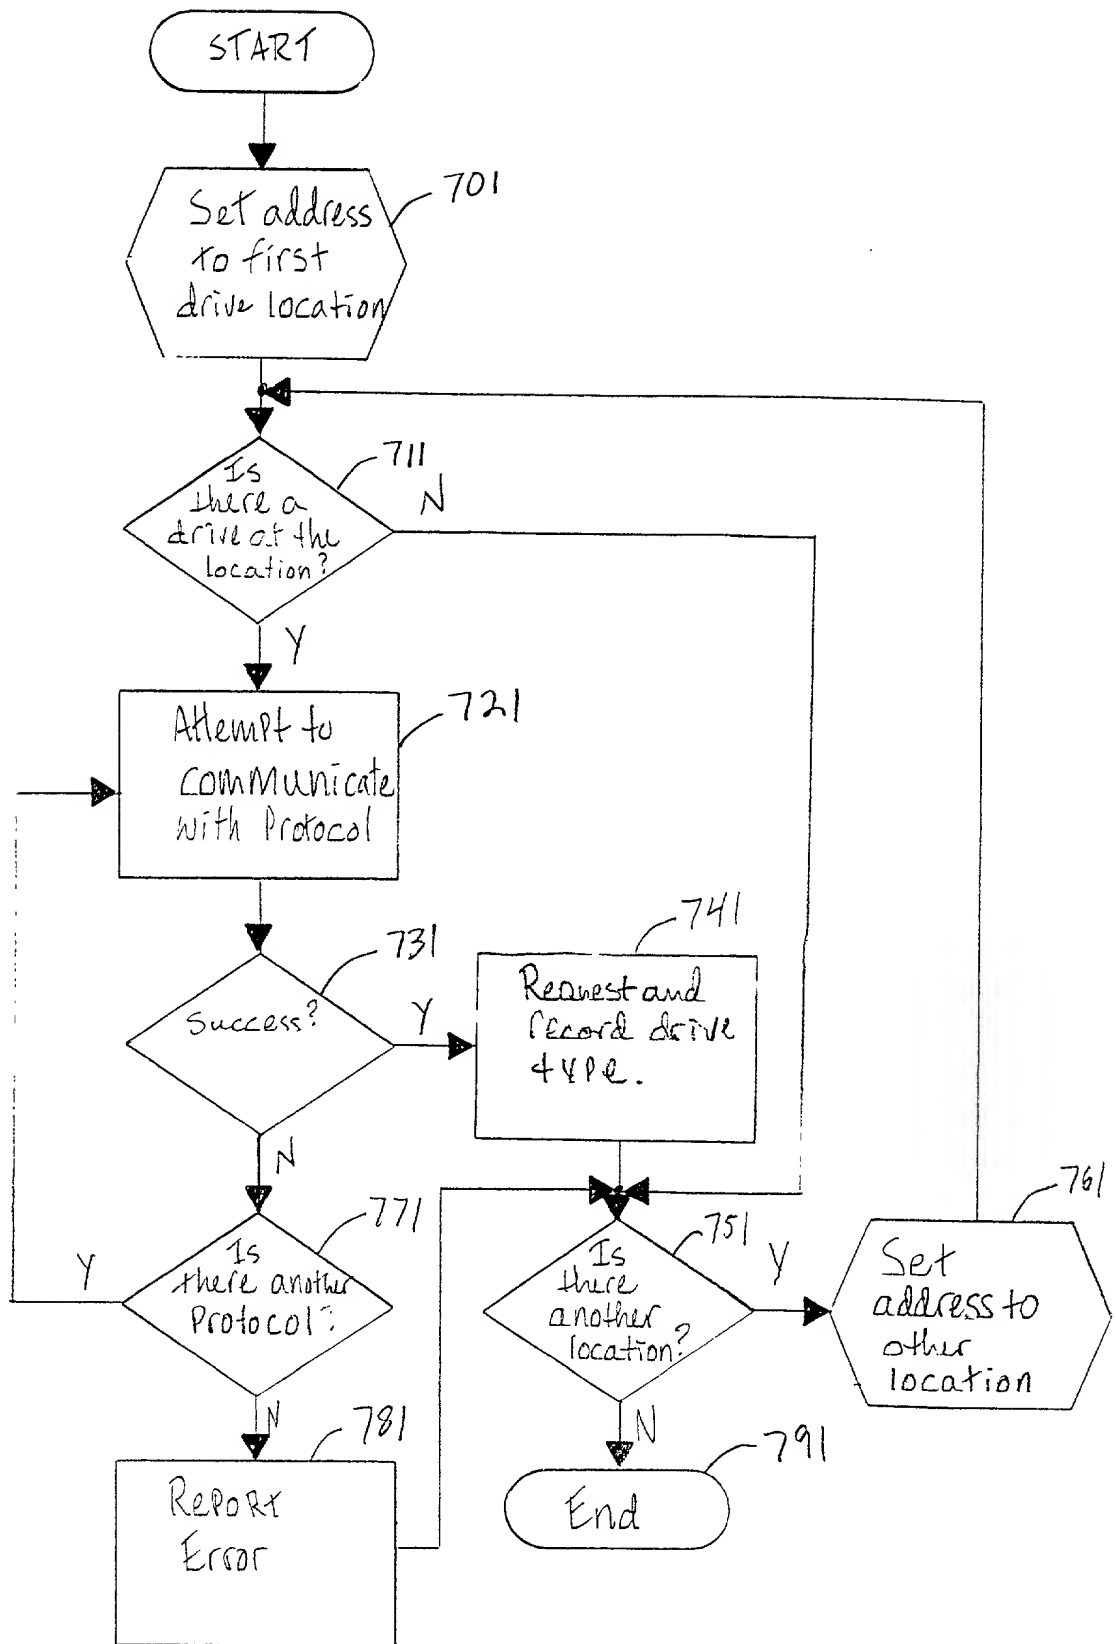 START
701
Set address
to first
drive location
711
Is
there a
drive at the
location?
N
Y
721
Attempt to
communicate
with Protocol
731
Success?
Y
741
Request and
record drive
type.
N
771
Is
there another
Protocol?
Y
751
Is
there
another
location?
Y
761
Set
address to
other
location
N
781
Report
Error
N
791
End